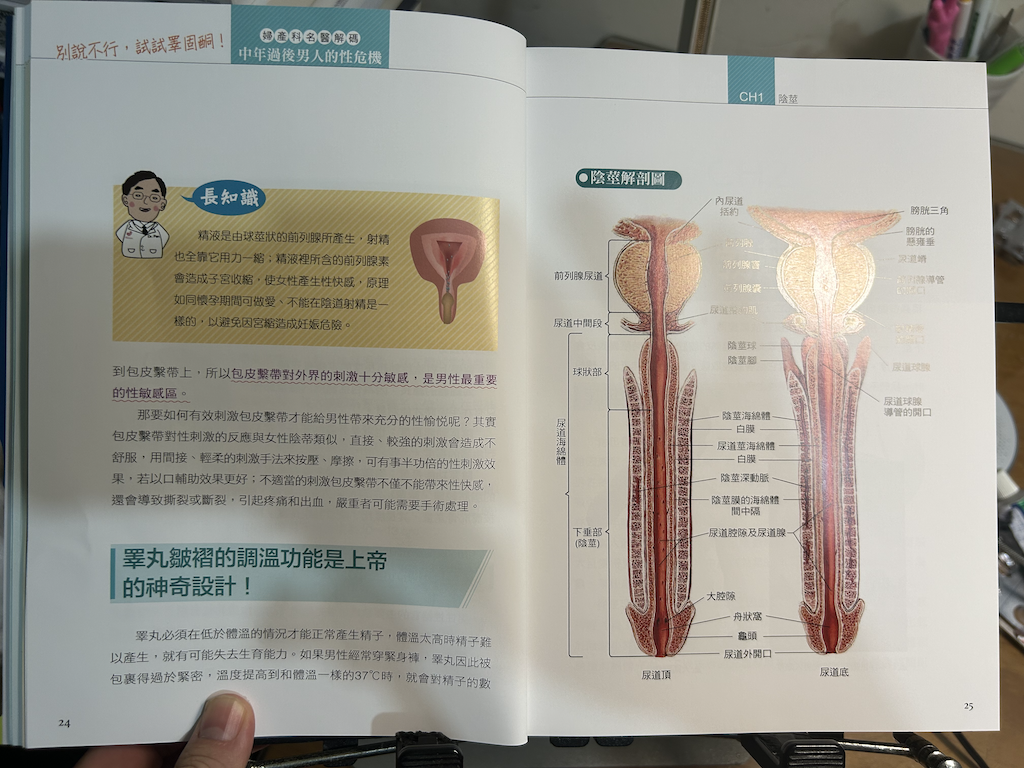 別說不行，試試睪固酮！
婦產科名醫解碼
中年過後男人的性危機
長知識
精液是由球莖狀的前列腺所產生，射精
也全靠它用力一縮；精液裡所含的前列腺素
會造成子宮收縮，使女性產生性快感，原理
如同懷孕期間可做愛，不能在陰道射精是一
樣的，以避免因宮縮造成妊娠危險。
到包皮繫帶上，所以包皮繫帶對外界的刺激十分敏感，是男性最重要
的性敏感區。
那要如何有效刺激包皮繫帶才能給男性帶來充分的性愉悅呢？其實
包皮繫帶對性刺激的反應與女性陰蒂類似，直接、較強的刺激會造成不
舒服，用間接、輕柔的刺激手法來按壓、摩擦，可有事半功倍的性刺激效
果，若以口輔助效果更好；不適當的刺激包皮繫帶不僅不能帶來性快感，
還會導致撕裂或斷裂，引起疼痛和出血，嚴重者可能需要手術處理。
睪丸皺褶的調溫功能是上帝
的神奇設計！
睪丸必須在低於體溫的情況才能正常產生精子，體溫太高時精子難
以產生，就有可能失去生育能力。如果男性經常穿緊身褲，睪丸因此被
包裹得過於緊密，溫度提高到和體溫一樣的37℃時，就會對精子的數
24
CH1
陰莖
陰莖解剖圖
內尿道
括約
膀胱三角
膀胱的
懸雍垂
前列腺尿道
尿道中間段
球狀部
尿道海綿體
下垂部
(陰莖)
陰莖球
陰莖腳
尿道球腺
尿道球腺
導管的開口
陰莖海綿體
白膜
尿道莖海綿體
白膜
陰莖深動脈
陰莖膜的海綿體
間中隔
尿道腔隙及尿道腺
大腔隙
舟狀窩
龜頭
尿道外開口
尿道頂
尿道底
25